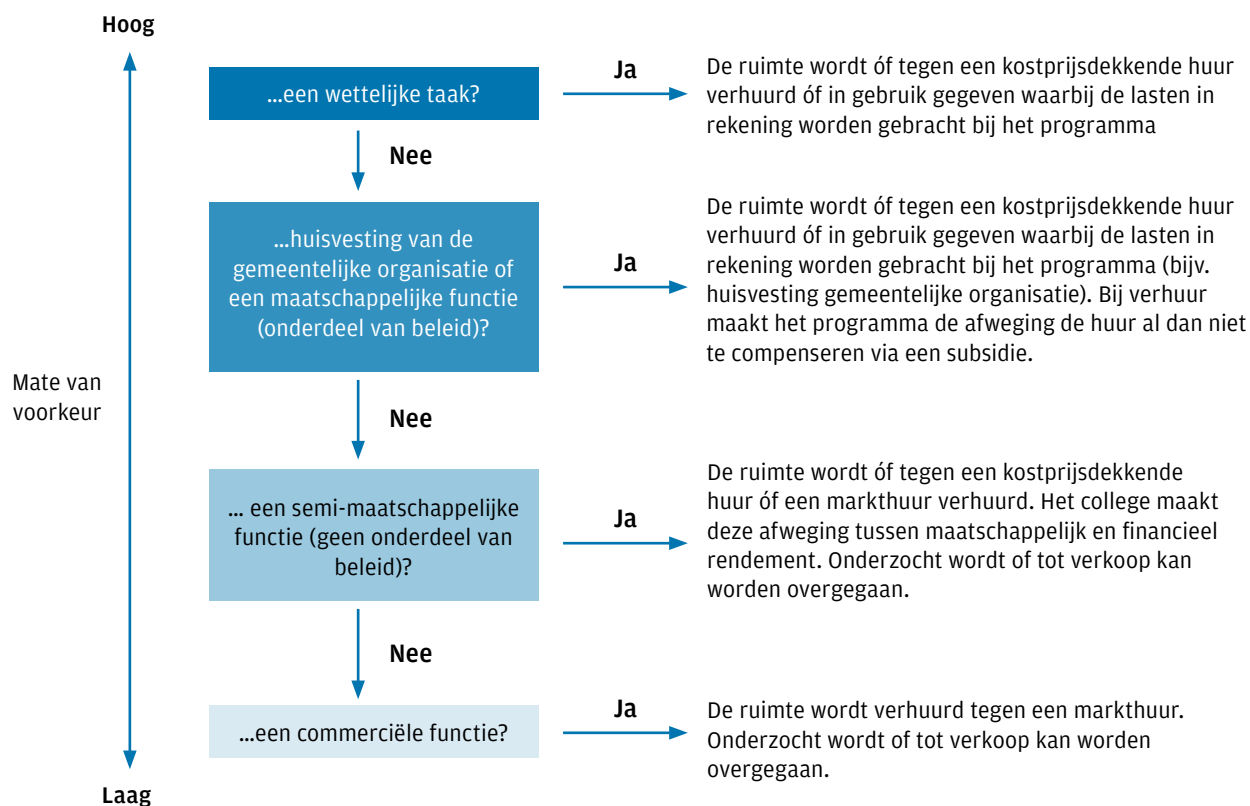 Hoog
...een wettelijke taak?
Ja
De ruimte wordt óf tegen een kostprijsdekkende huur
verhuurd óf in gebruik gegeven waarbij de lasten in
rekening worden gebracht bij het programma
Nee
...huisvesting van de
gemeentelijke organisatie of
een maatschappelijke functie
(onderdeel van beleid)?
Ja
De ruimte wordt óf tegen een kostprijsdekkende huur
verhuurd óf in gebruik gegeven waarbij de lasten in
rekening worden gebracht bij het programma (bijv.
huisvesting gemeentelijke organisatie). Bij verhuur
maakt het programma de afweging de huur al dan niet
te compenseren via een subsidie.
Mate van
voorkeur
Nee
... een semi-maatschappelijke
functie (geen onderdeel van
beleid)?
Ja
De ruimte wordt óf tegen een kostprijsdekkende
huur óf een markthuur verhuurd. Het college maakt
deze afweging tussen maatschappelijk en financieel
rendement. Onderzocht wordt of tot verkoop kan
worden overgegaan.
Nee
...een commerciële functie?
Ja
De ruimte wordt verhuurd tegen een markthuur.
Onderzocht wordt of tot verkoop kan worden
overgegaan.
Laag